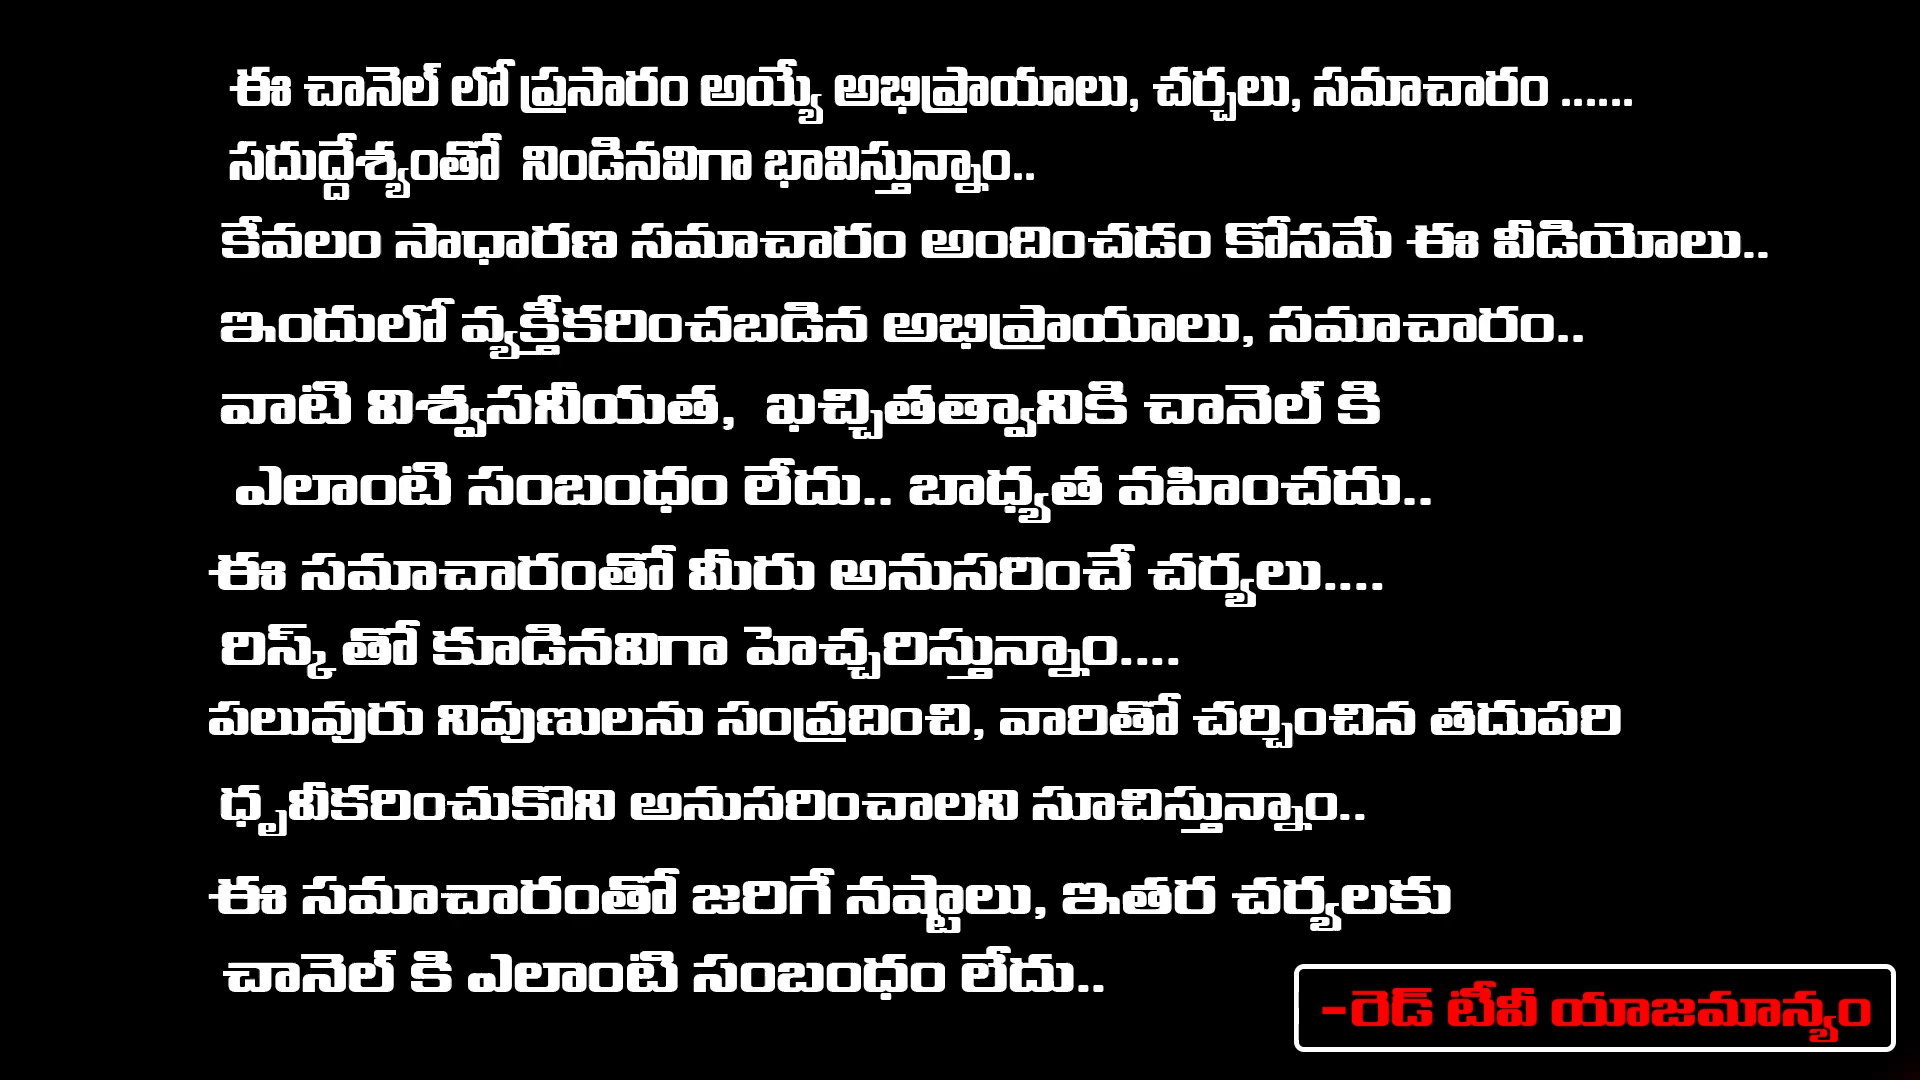 ఈ చానెల్ లో ప్రసారం అయ్యే అభిప్రాయాలు, చర్చలు, సమాచారం ......
సదుద్దేశ్యంతో నిండినవిగా భావిస్తున్నాం..
కేవలం సాధారణ సమాచారం అందించడం కోసమే ఈ వీడియోలు..
ఇందులో వ్యక్తీకరించబడిన అభిప్రాయాలు, సమాచారం..
వాటి విశ్వసనీయత, ఖచ్చితత్వానికి చానెల్ కి
ఎలాంటి సంబంధం లేదు.. బాధ్యత వహించదు..
ఈ సమాచారంతో మీరు అనుసరించే చర్యలు....
రిస్క్ తో కూడినవిగా హెచ్చరిస్తున్నాం....
పలువురు నిపుణులను సంప్రదించి, వారితో చర్చించిన తదుపరి
ధృవీకరించుకొని అనుసరించాలని సూచిస్తున్నాం..
ఈ సమాచారంతో జరిగే నష్టాలు, ఇతర చర్యలకు
చానెల్ కి ఎలాంటి సంబంధం లేదు..
-రెడ్ టీవీ యాజమాన్యం